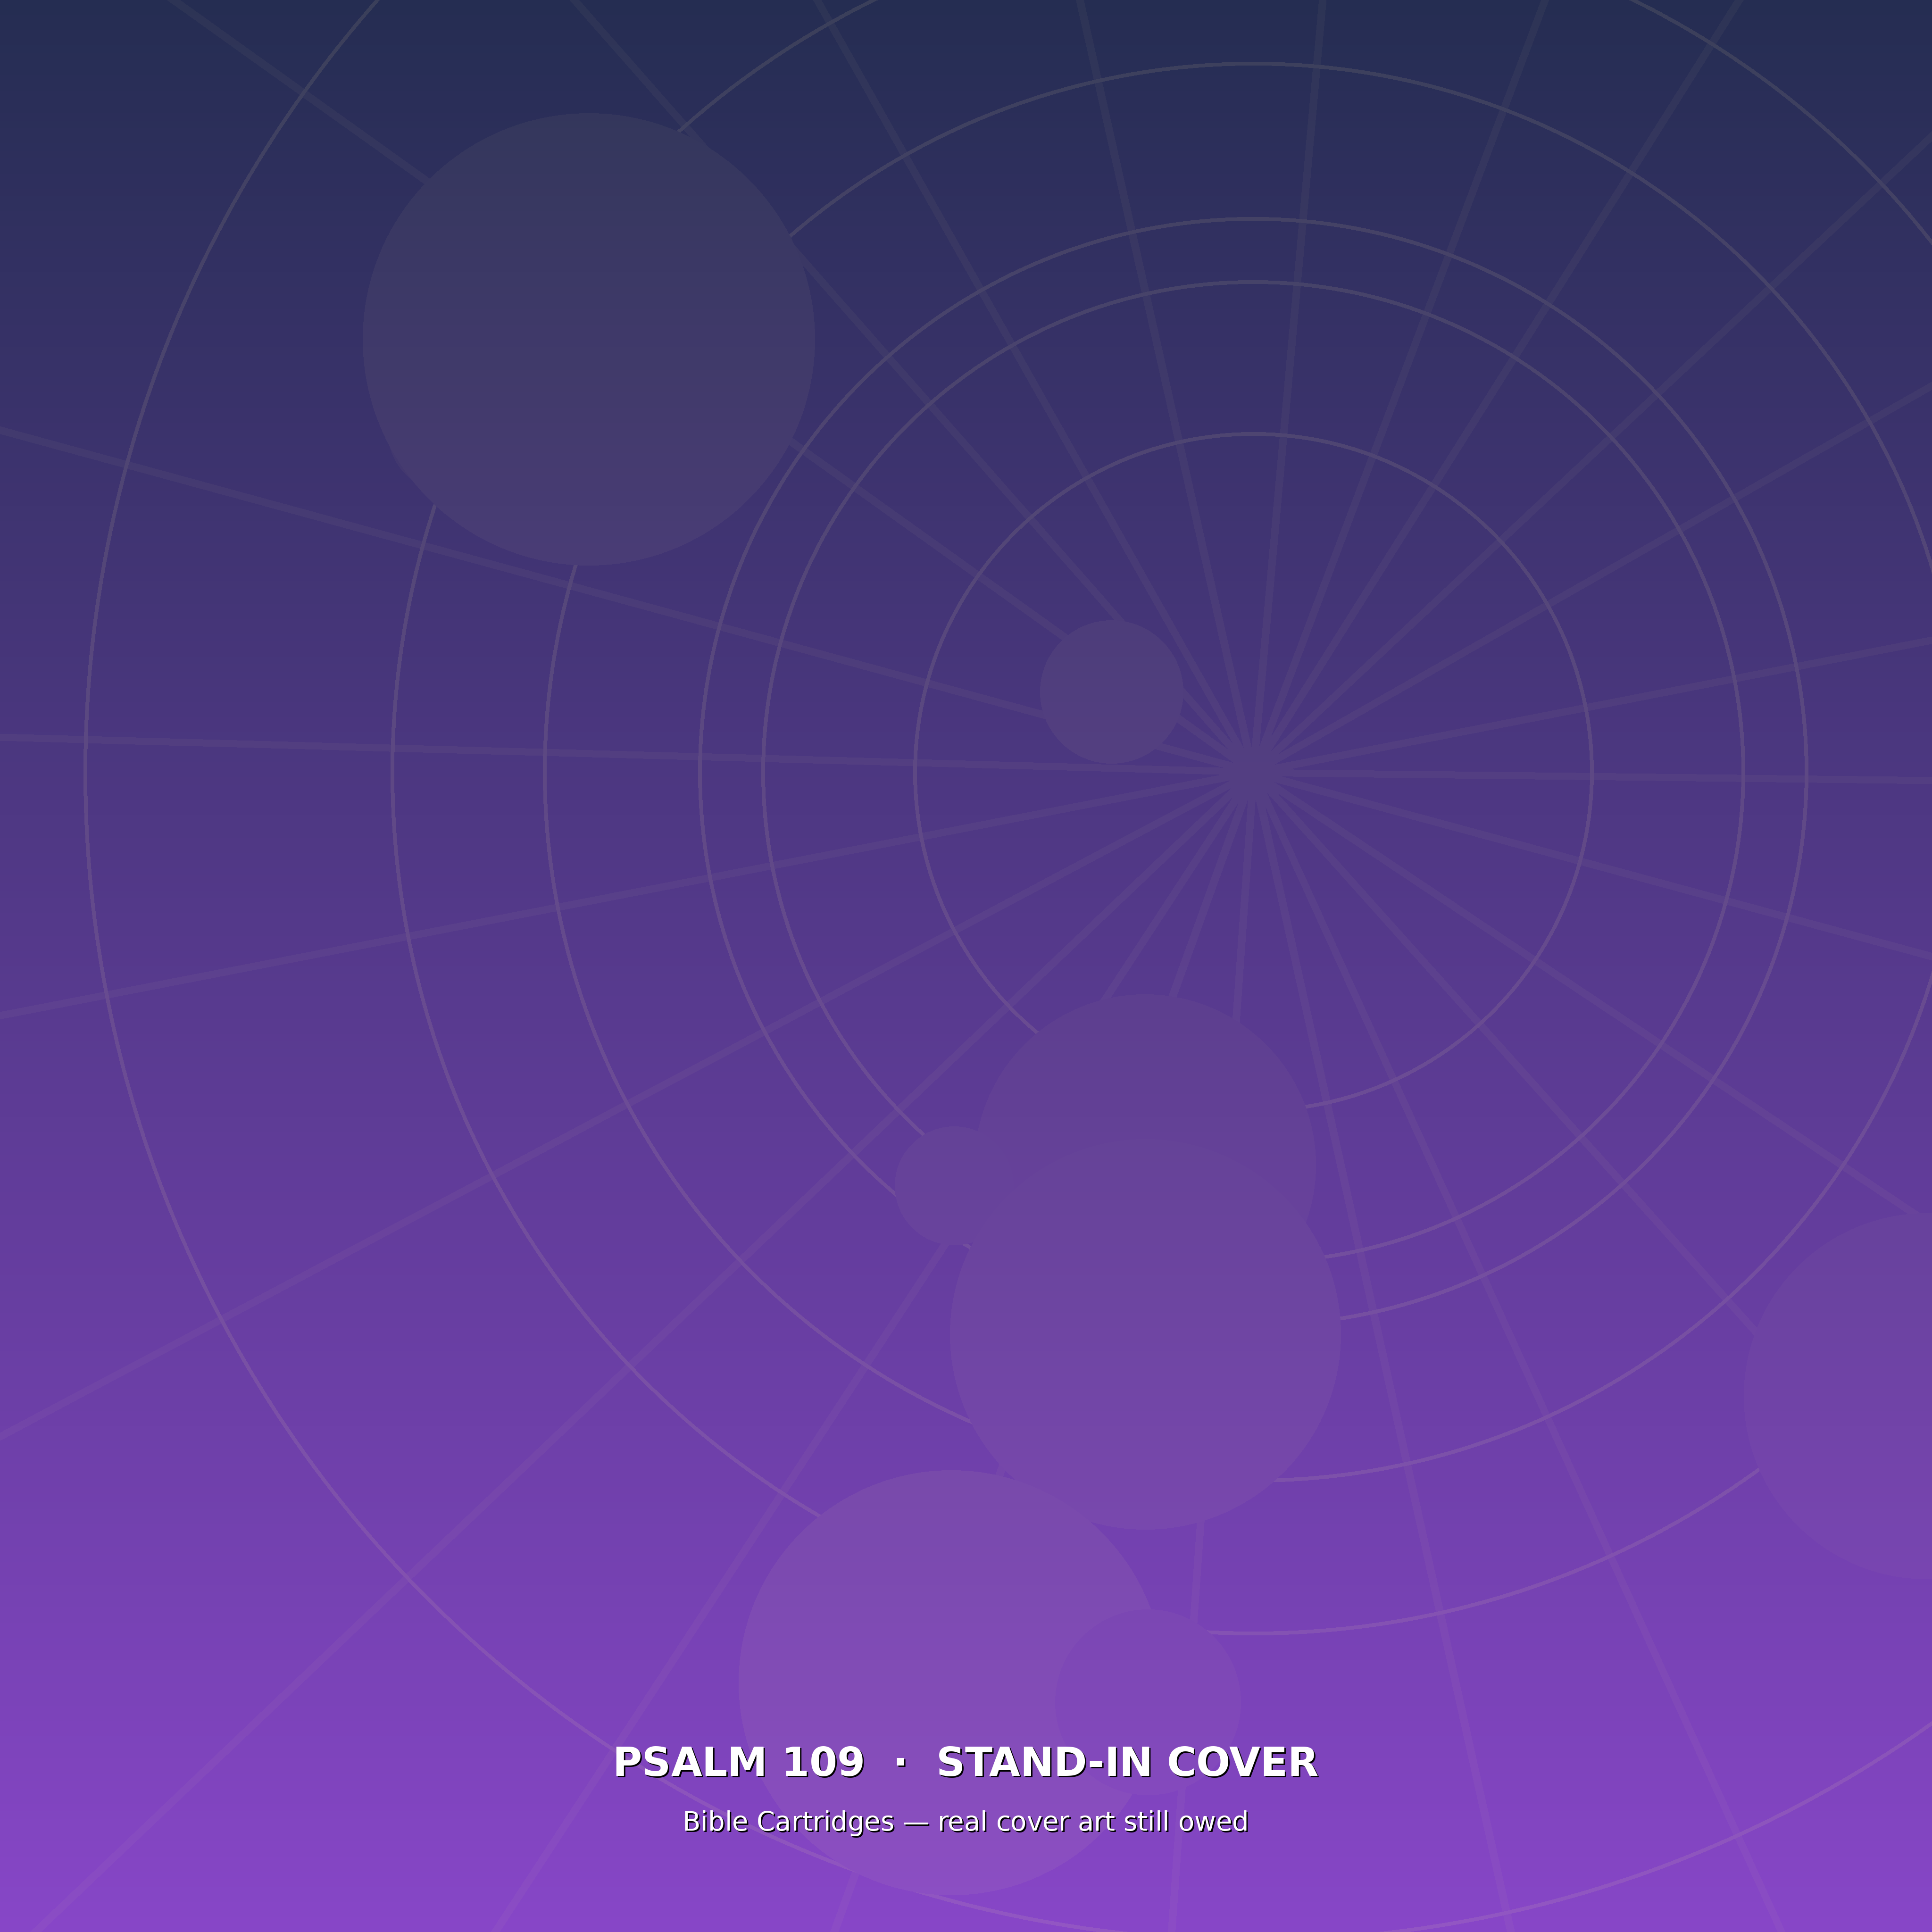 PSALM 109 · STAND-IN COVER
Bible Cartridges — real cover art still owed